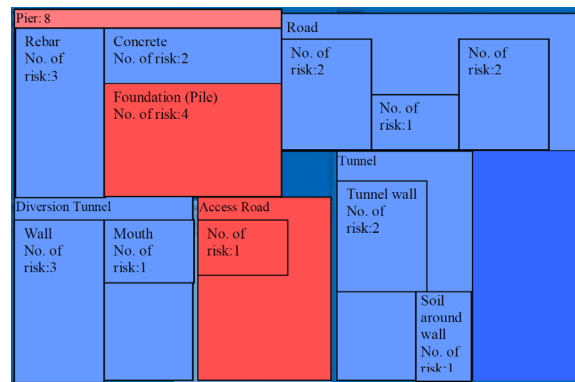 Pier: 8
Rebar
No. of
risk:3
Concrete
No. of risk:2
Foundation (Pile)
No. of risk:4
Road
No. of
risk:2
No. of
risk:1
No. of
risk:2
Diversion Tunnel
Wall
No. of
risk:3
Mouth
No. of
risk:1
Access Road
No. of
risk:1
Tunnel
Tunnel wall
No. of
risk:2
Soil
around
wall
No. of
risk:1